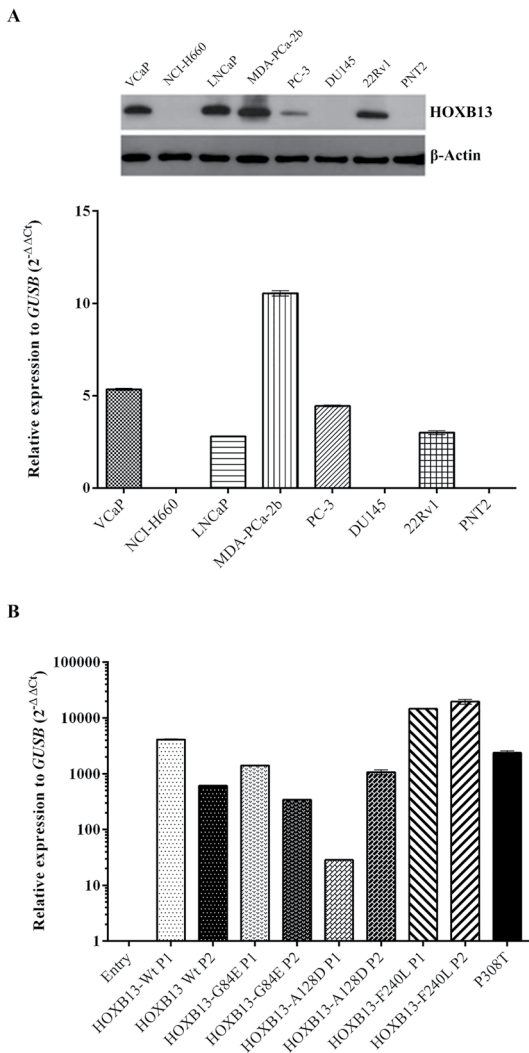 A
VCaP
NCI-H660
LNCaP
MDA-PCa-2b
PC-3
DU145
22Rv1
PNT2
HOXB13
β-Actin
Relative expression to GUSB (2-ΔΔCt)
15
10
5
0
VCaP
NCI-H660
LNCaP
MDA-PCa-2b
PC-3
DU145
22Rv1
PNT2
B
Relative expression to GUSB (2-ΔΔCt)
100000
10000
1000
100
10
1
Entry
HOXB13-Wt P1
HOXB13 Wt P2
HOXB13-G84E P1
HOXB13-G84E P2
HOXB13-A128D P1
HOXB13-A128D P2
HOXB13-F240L P1
HOXB13-F240L P2
P308T